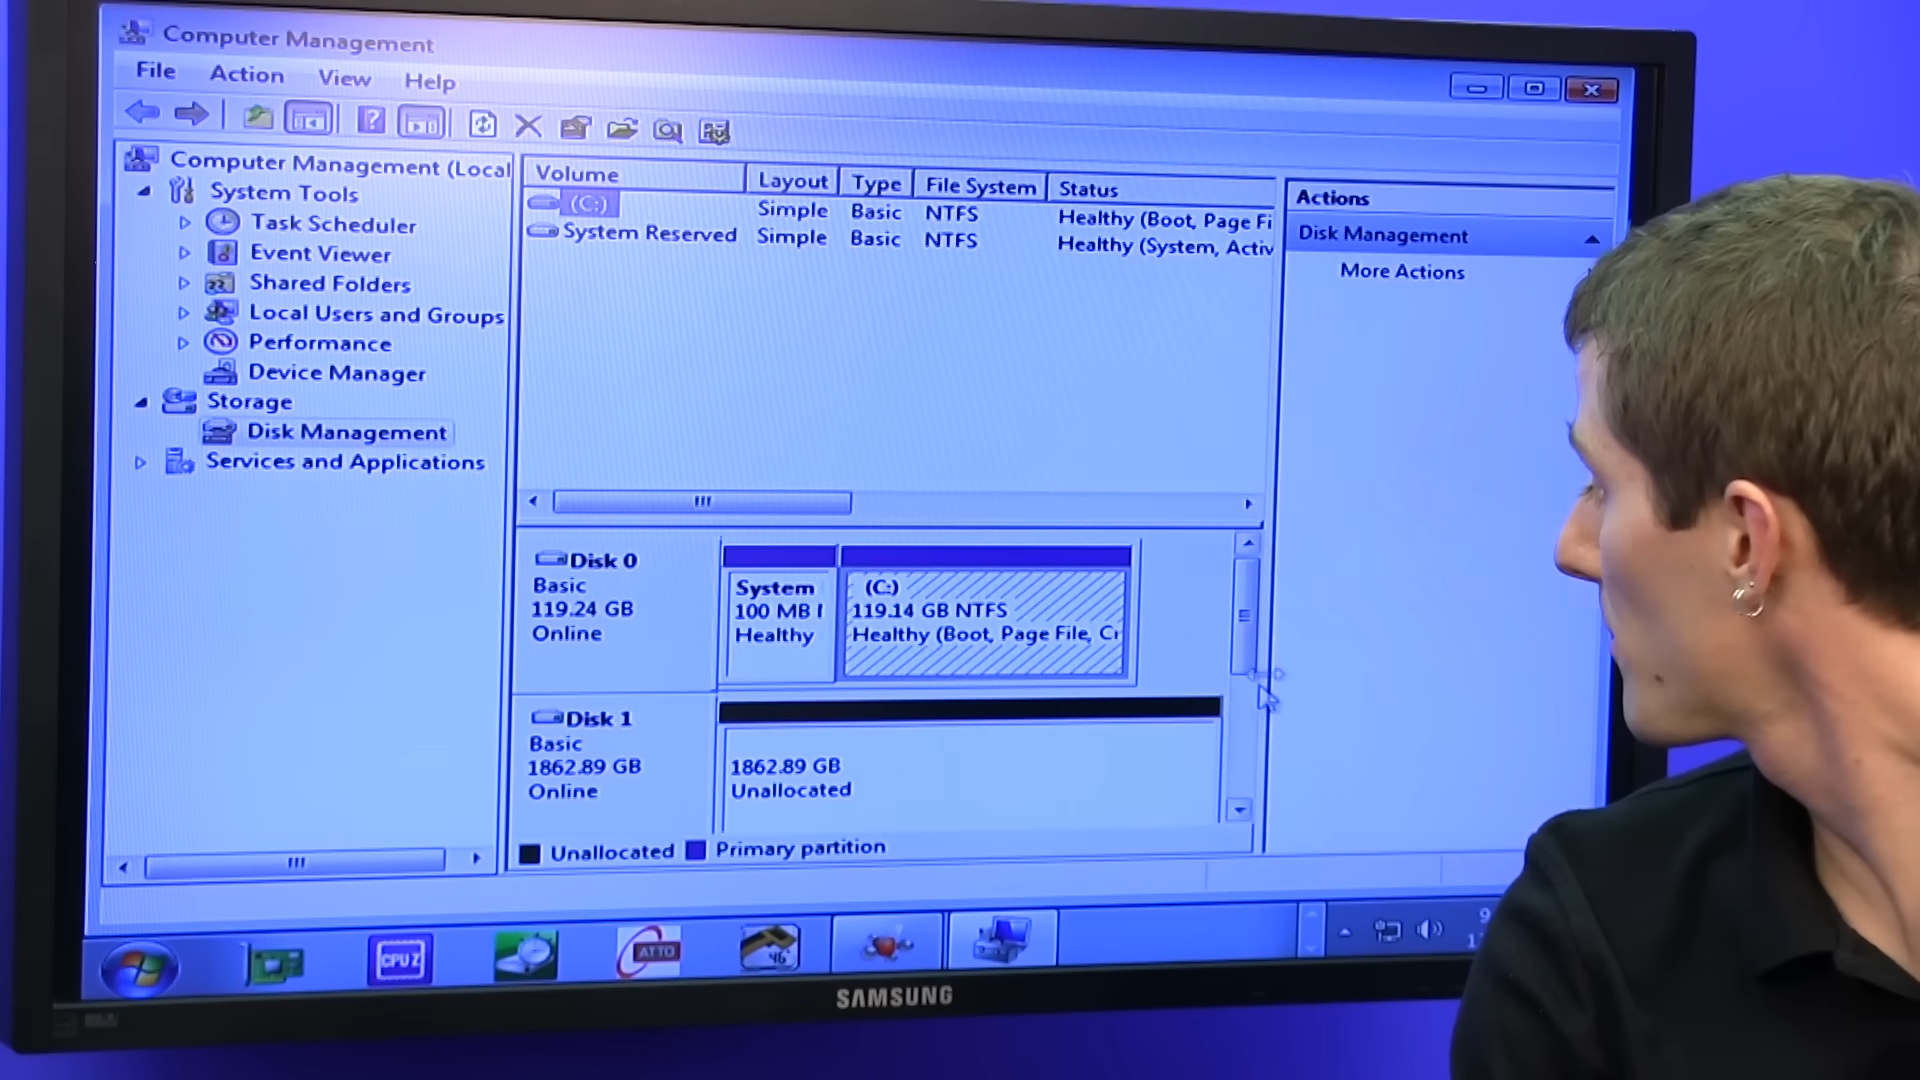 Computer Management
File Action View Help
Computer Management (Local
System Tools
Task Scheduler
Event Viewer
Shared Folders
Local Users and Groups
Performance
Device Manager
Storage
Disk Management
Services and Applications
Volume Layout Type File System Status
(C:) Simple Basic NTFS Healthy (Boot, Page Fi
System Reserved Simple Basic NTFS Healthy (System, Activ
Actions
Disk Management
More Actions
Disk 0
Basic
119.24 GB
Online
System
100 MB
Healthy
(C:)
119.14 GB NTFS
Healthy (Boot, Page File, Cr
Disk 1
Basic
1862.89 GB
Online
1862.89 GB
Unallocated
Unallocated Primary partition
CPU Z
ATTO
46°
SAMSUNG